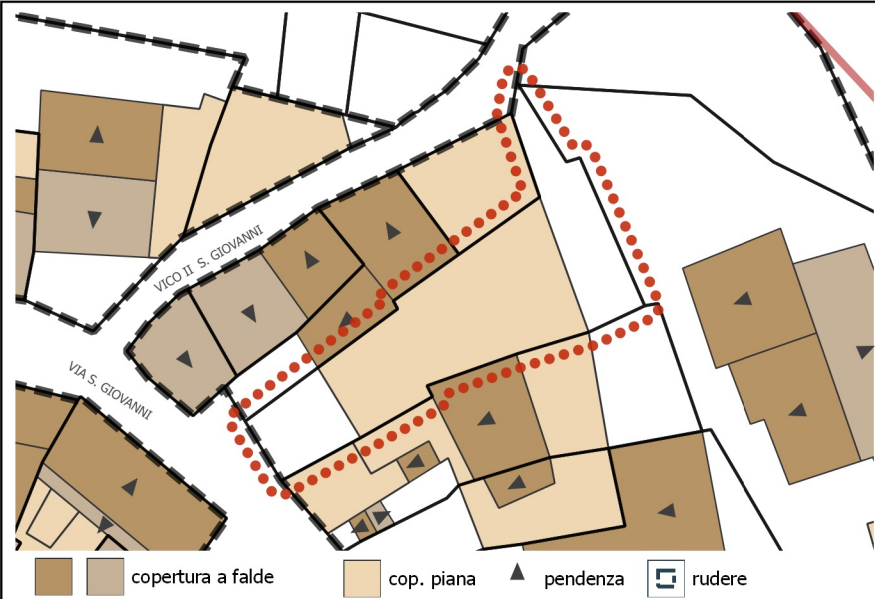 VICO II S. GIOVANNI
VIA S. GIOVANNI
copertura a falde
cop. piana
pendenza
rudere